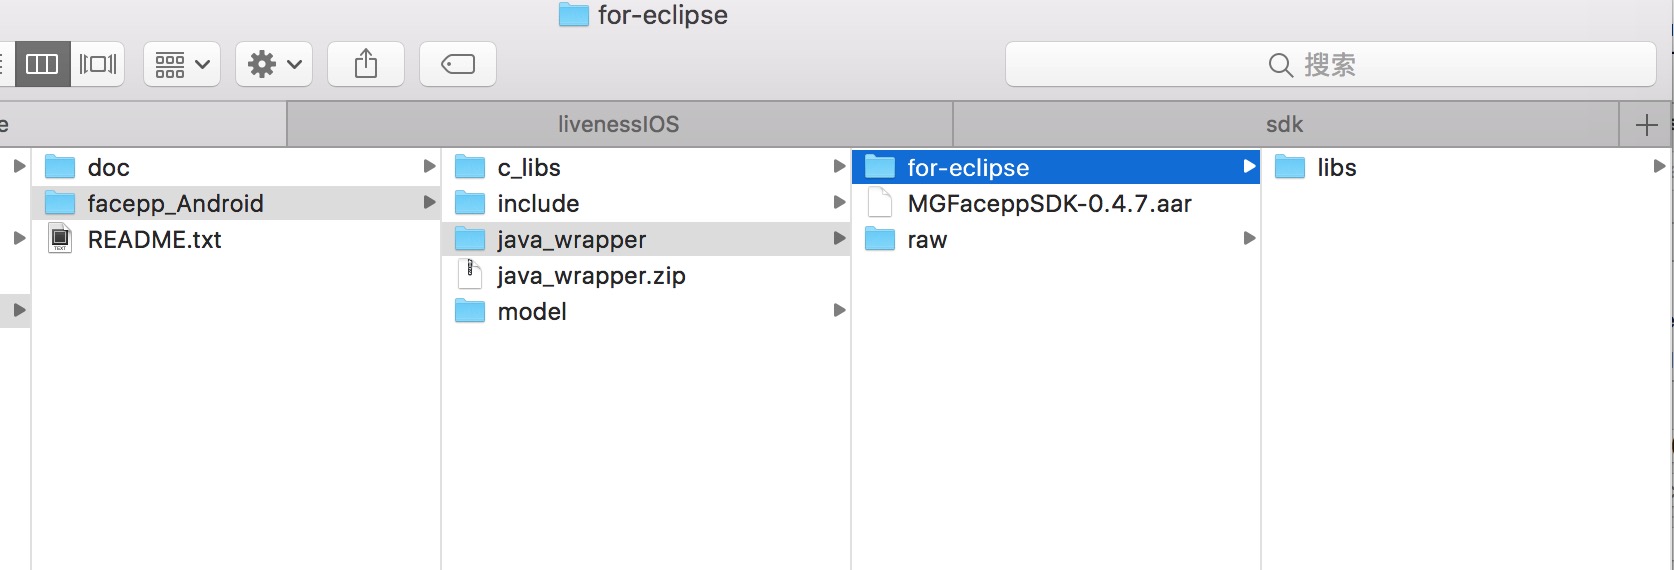 for-eclipse
搜索
e
livenessIOS
sdk
doc
facepp_Android
README.txt
c_libs
include
java_wrapper
java_wrapper.zip
model
for-eclipse
MGFaceppSDK-0.4.7.aar
raw
libs